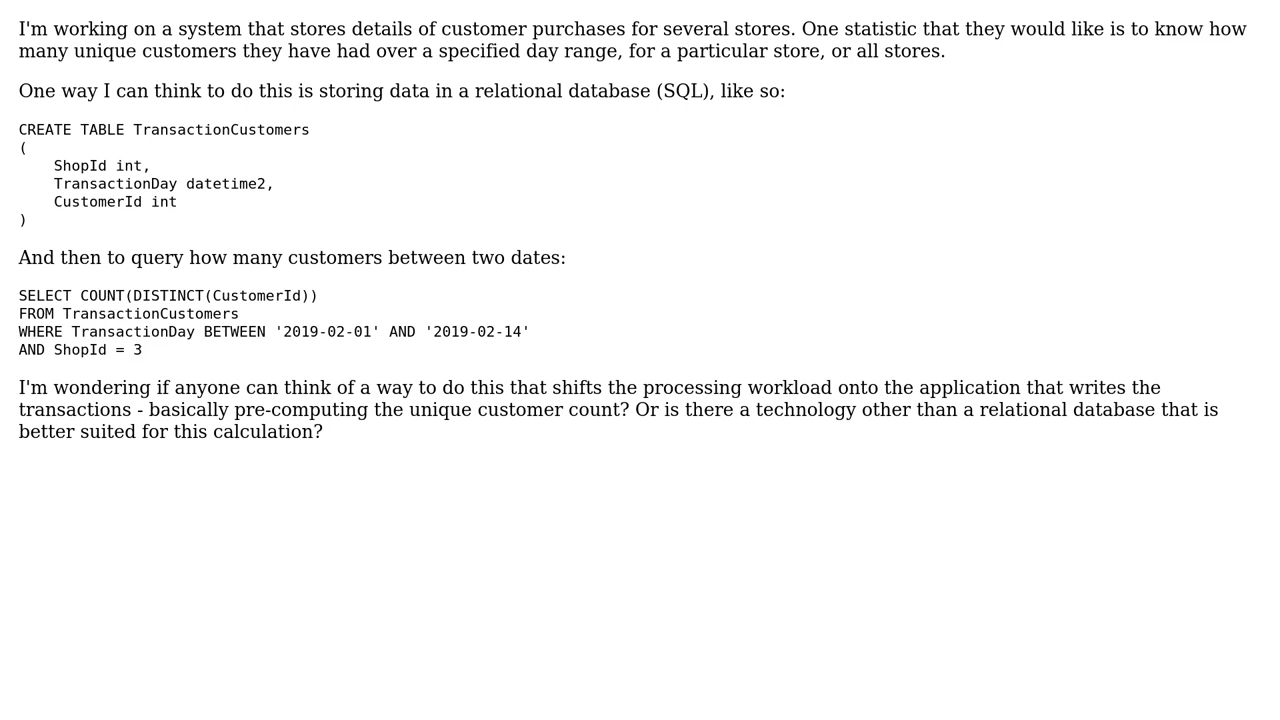 I'm working on a system that stores details of customer purchases for several stores. One statistic that they would like is to know how
many unique customers they have had over a specified day range, for a particular store, or all stores.
One way I can think to do this is storing data in a relational database (SQL), like so:
CREATE TABLE TransactionCustomers
(
    ShopId int,
    TransactionDay datetime2,
    CustomerId int
)
And then to query how many customers between two dates:
SELECT COUNT(DISTINCT(CustomerId))
FROM TransactionCustomers
WHERE TransactionDay BETWEEN '2019-02-01' AND '2019-02-14'
AND ShopId = 3
I'm wondering if anyone can think of a way to do this that shifts the processing workload onto the application that writes the
transactions - basically pre-computing the unique customer count? Or is there a technology other than a relational database that is
better suited for this calculation?